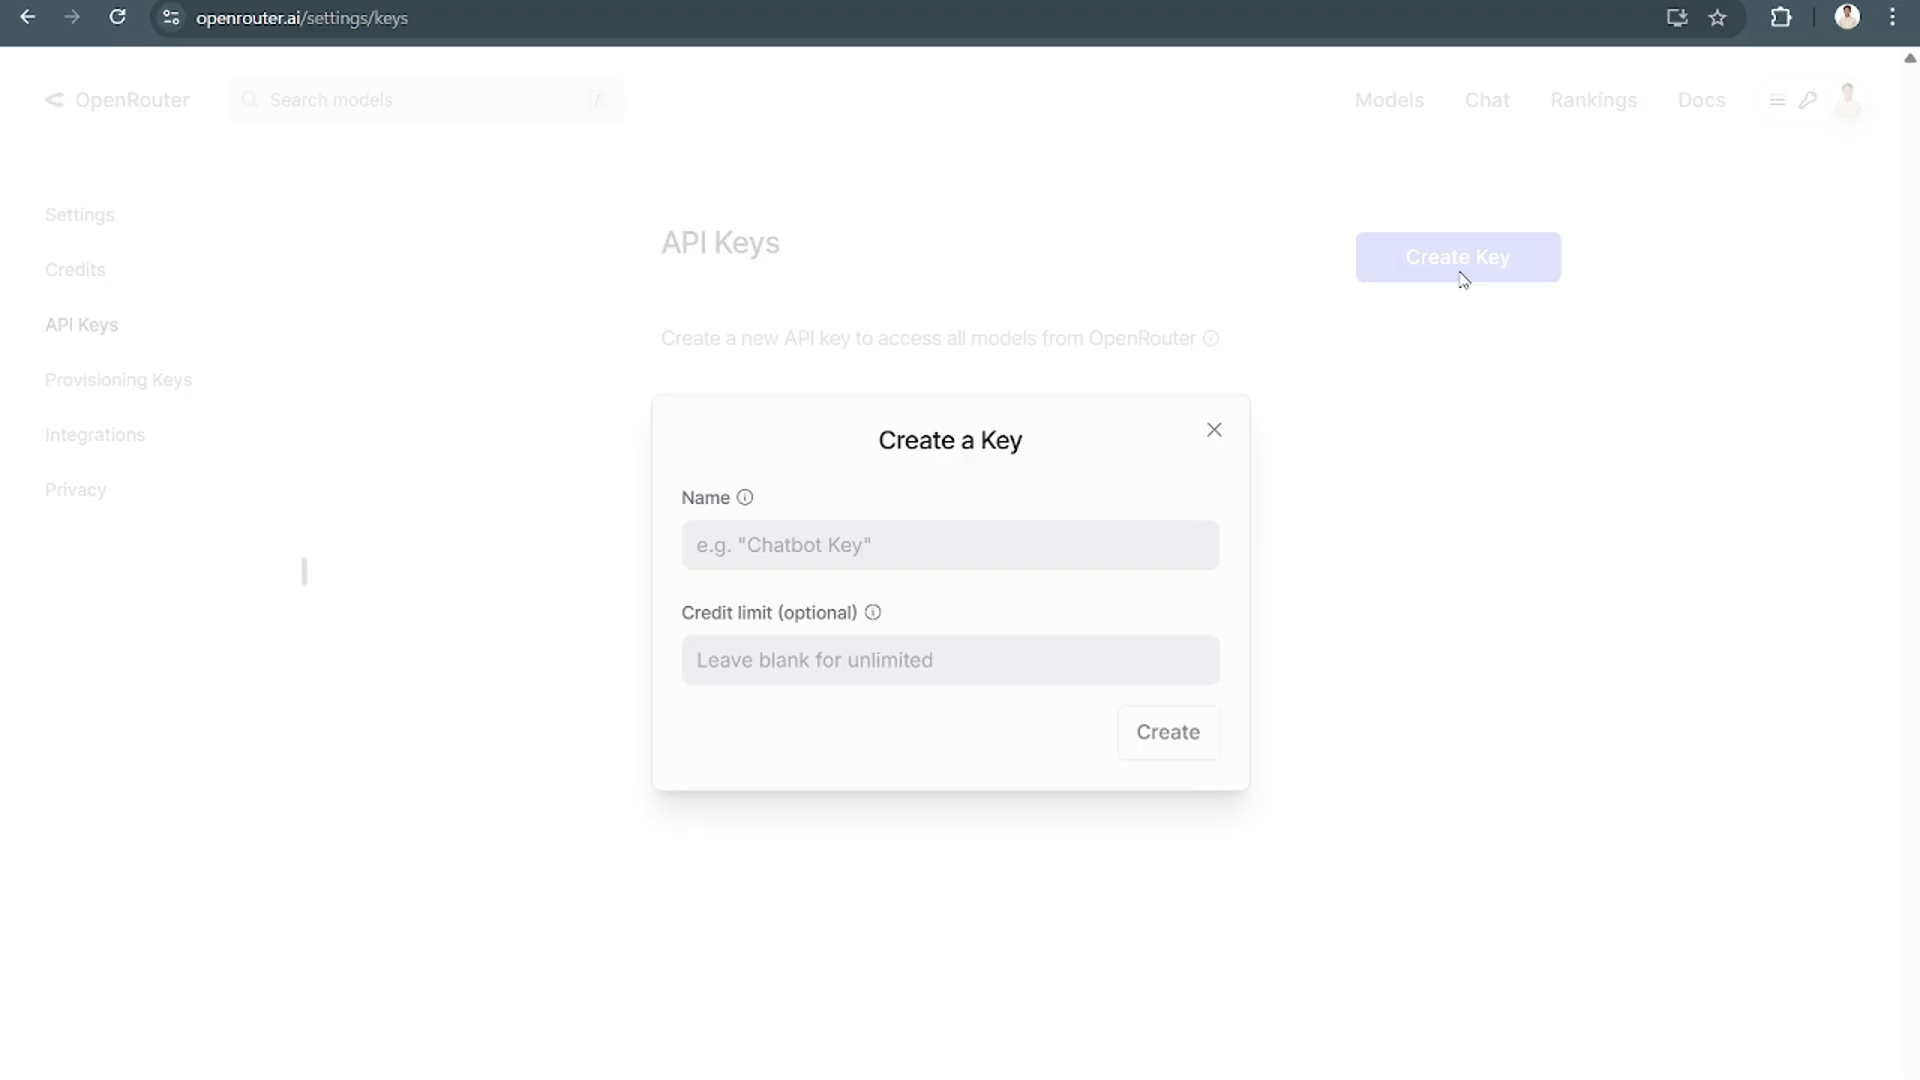 openrouter.ai/settings/keys
OpenRouter
Search models
/
Models
Chat
Rankings
Docs
Settings
Credits
API Keys
Provisioning Keys
Integrations
Privacy
API Keys
Create Key
Create a new API key to access all models from OpenRouter
Create a Key
Name
e.g. "Chatbot Key"
Credit limit (optional)
Leave blank for unlimited
Create